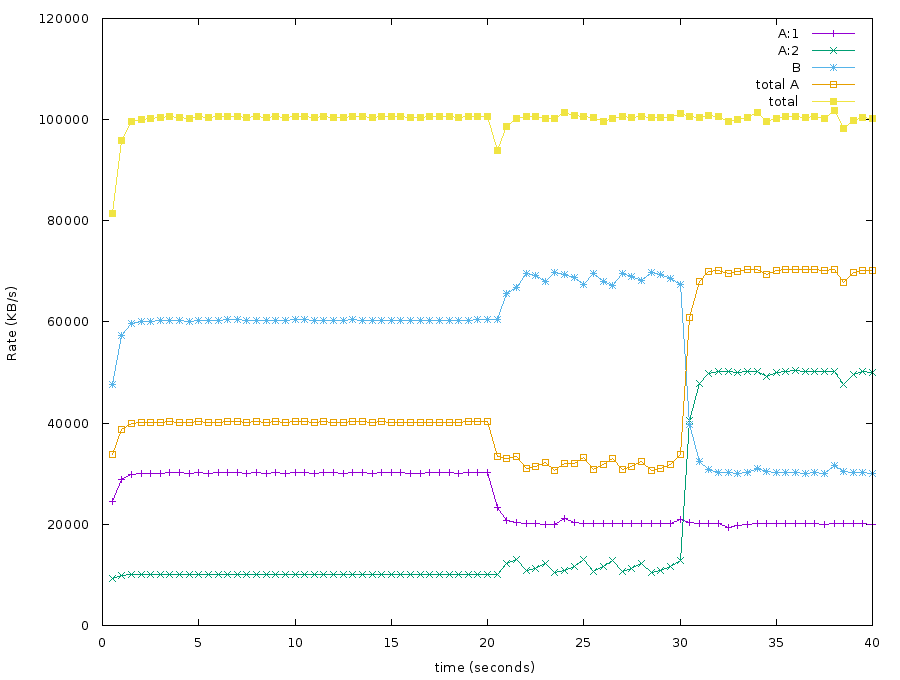 120000
100000
80000
60000
40000
20000
0
Rate (KB/s)
A:1
A:2
B
total A
total
0 5 10 15 20 25 30 35 40
time (seconds)